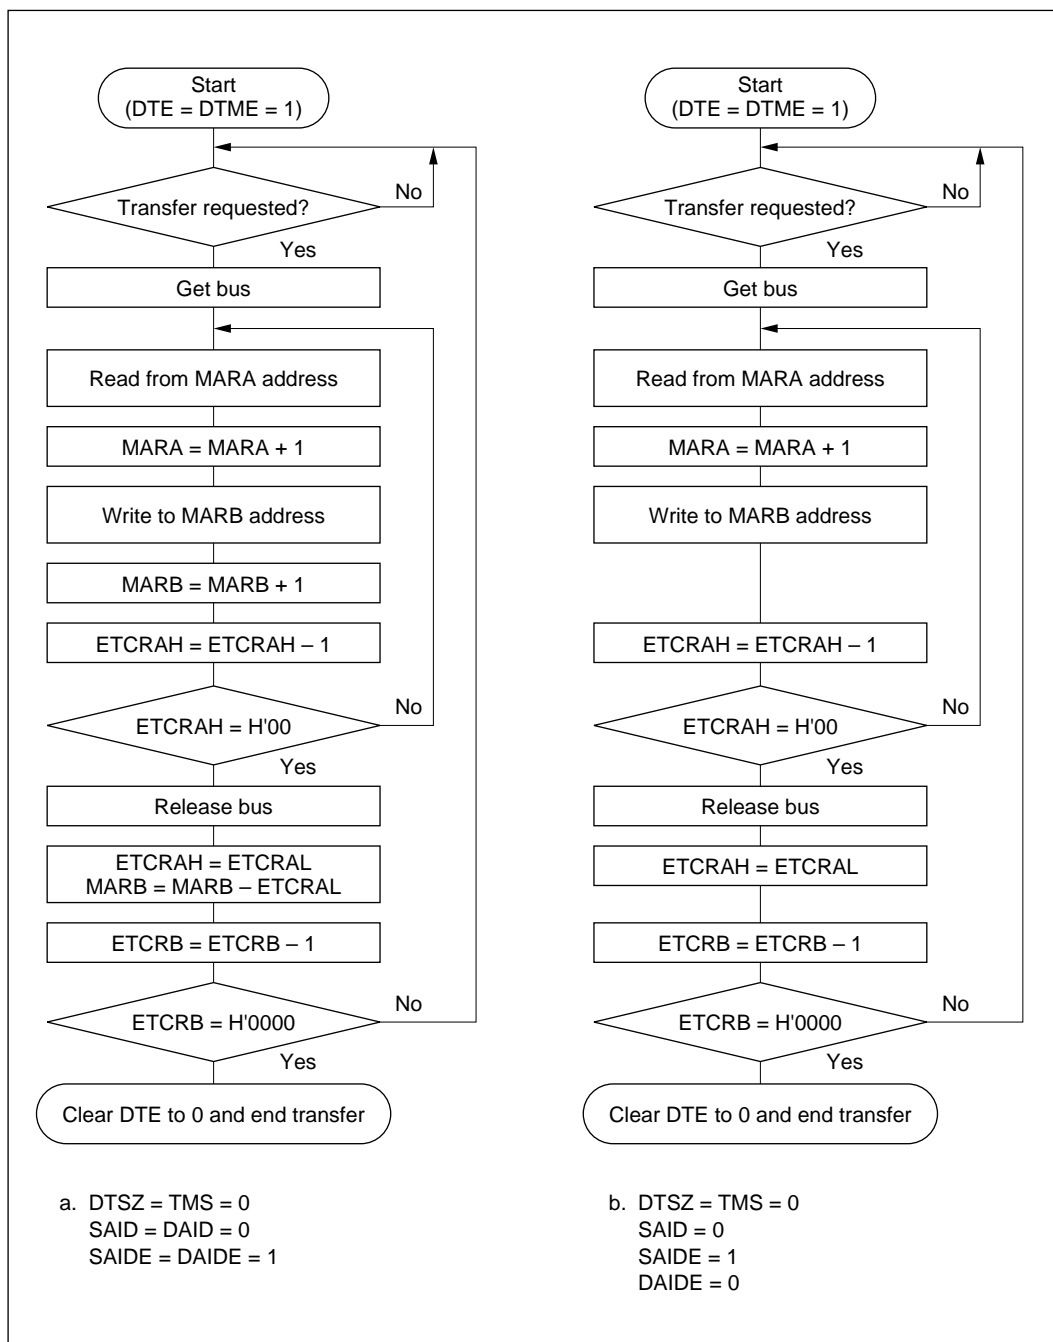 Start
(DTE = DTME = 1)
Transfer requested?
No
Yes
Get bus
Read from MARA address
MARA = MARA + 1
Write to MARB address
MARB = MARB + 1
ETCRAH = ETCRAH – 1
ETCRAH = H'00
No
Yes
Release bus
ETCRAH = ETCRAL
MARB = MARB – ETCRAL
ETCRB = ETCRB – 1
ETCRB = H'0000
No
Yes
Clear DTE to 0 and end transfer
a. DTSZ = TMS = 0
SAID = DAID = 0
SAIDE = DAIDE = 1
Start
(DTE = DTME = 1)
Transfer requested?
No
Yes
Get bus
Read from MARA address
MARA = MARA + 1
Write to MARB address
ETCRAH = ETCRAH – 1
ETCRAH = H'00
No
Yes
Release bus
ETCRAH = ETCRAL
ETCRB = ETCRB – 1
ETCRB = H'0000
No
Yes
Clear DTE to 0 and end transfer
b. DTSZ = TMS = 0
SAID = 0
SAIDE = 1
DAIDE = 0